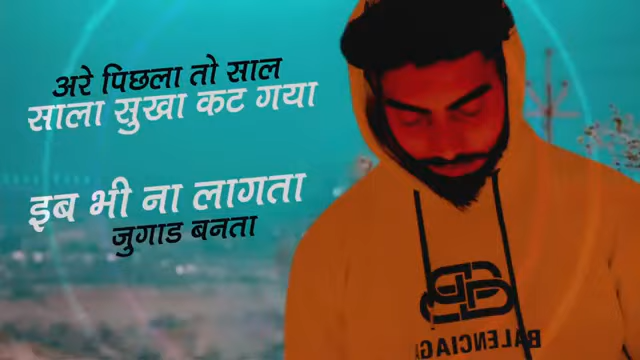 अरे पिछला तो साल
साला सुखा कट गया
इब भी ना लागता
जुगाड बनता
BALENCIAGA